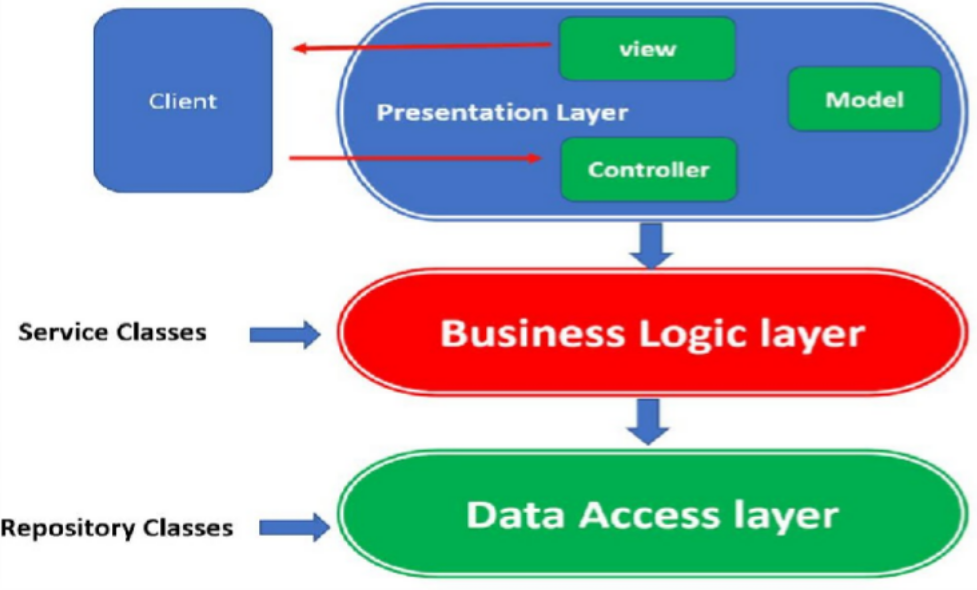 Client
view
Presentation Layer
Model
Controller
Service Classes
Business Logic layer
Repository Classes
Data Access layer